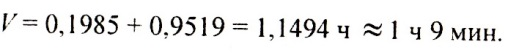 V = 0,1985 + 0,9519 = 1,1494 ч ≈ 1 ч 9 мин.